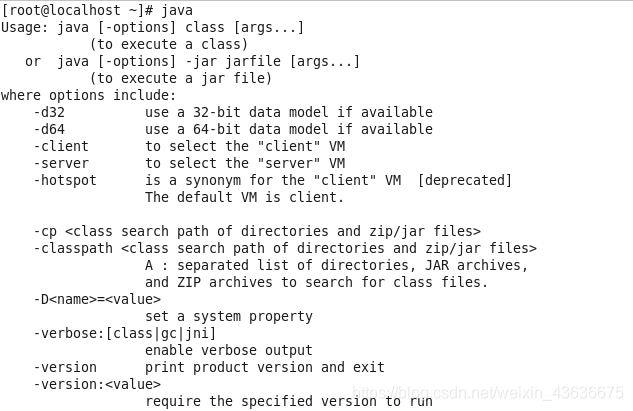 [root@localhost ~]# java
Usage: java [-options] class [args...]
           (to execute a class)
   or  java [-options] -jar jarfile [args...]
           (to execute a jar file)
where options include:
    -d32          use a 32-bit data model if available
    -d64          use a 64-bit data model if available
    -client       to select the "client" VM
    -server       to select the "server" VM
    -hotspot      is a synonym for the "client" VM  [deprecated]
                  The default VM is client.

    -cp <class search path of directories and zip/jar files>
    -classpath <class search path of directories and zip/jar files>
                  A : separated list of directories, JAR archives,
                  and ZIP archives to search for class files.
    -D<name>=<value>
                  set a system property
    -verbose:[class|gc|jni]
                  enable verbose output
    -version      print product version and exit
    -version:<value>
                  require the specified version to run
https://blog.csdn.net/weixin_43636675